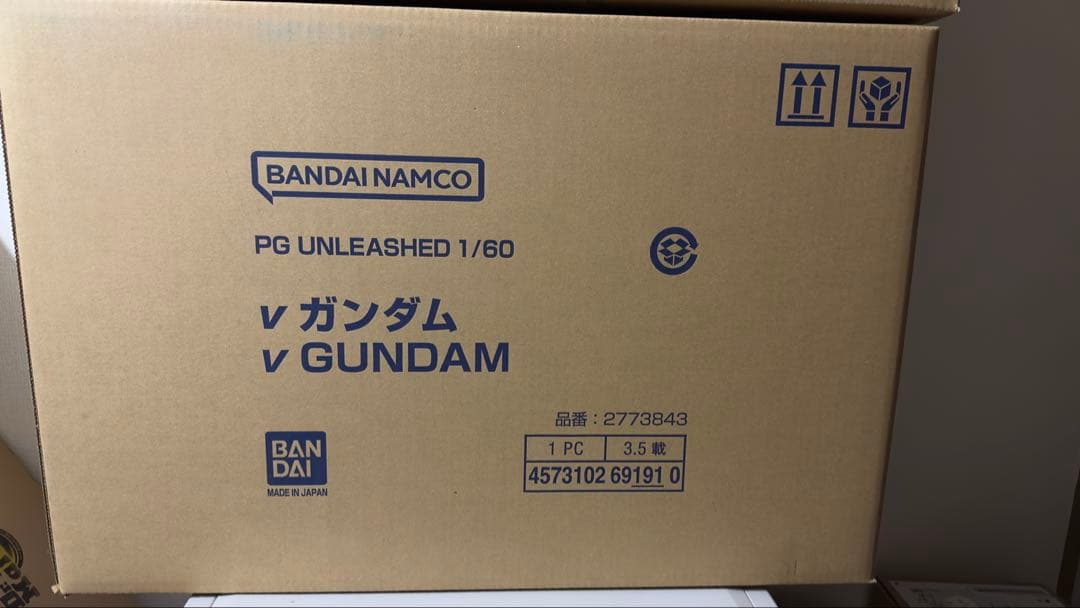 BANDAI NAMCO
PG UNLEASHED 1/60
ν ガンダム
ν GUNDAM
品番：2773843
1 PC 3.5 載
4573102 69191 0
BAN
DAI
MADE IN JAPAN